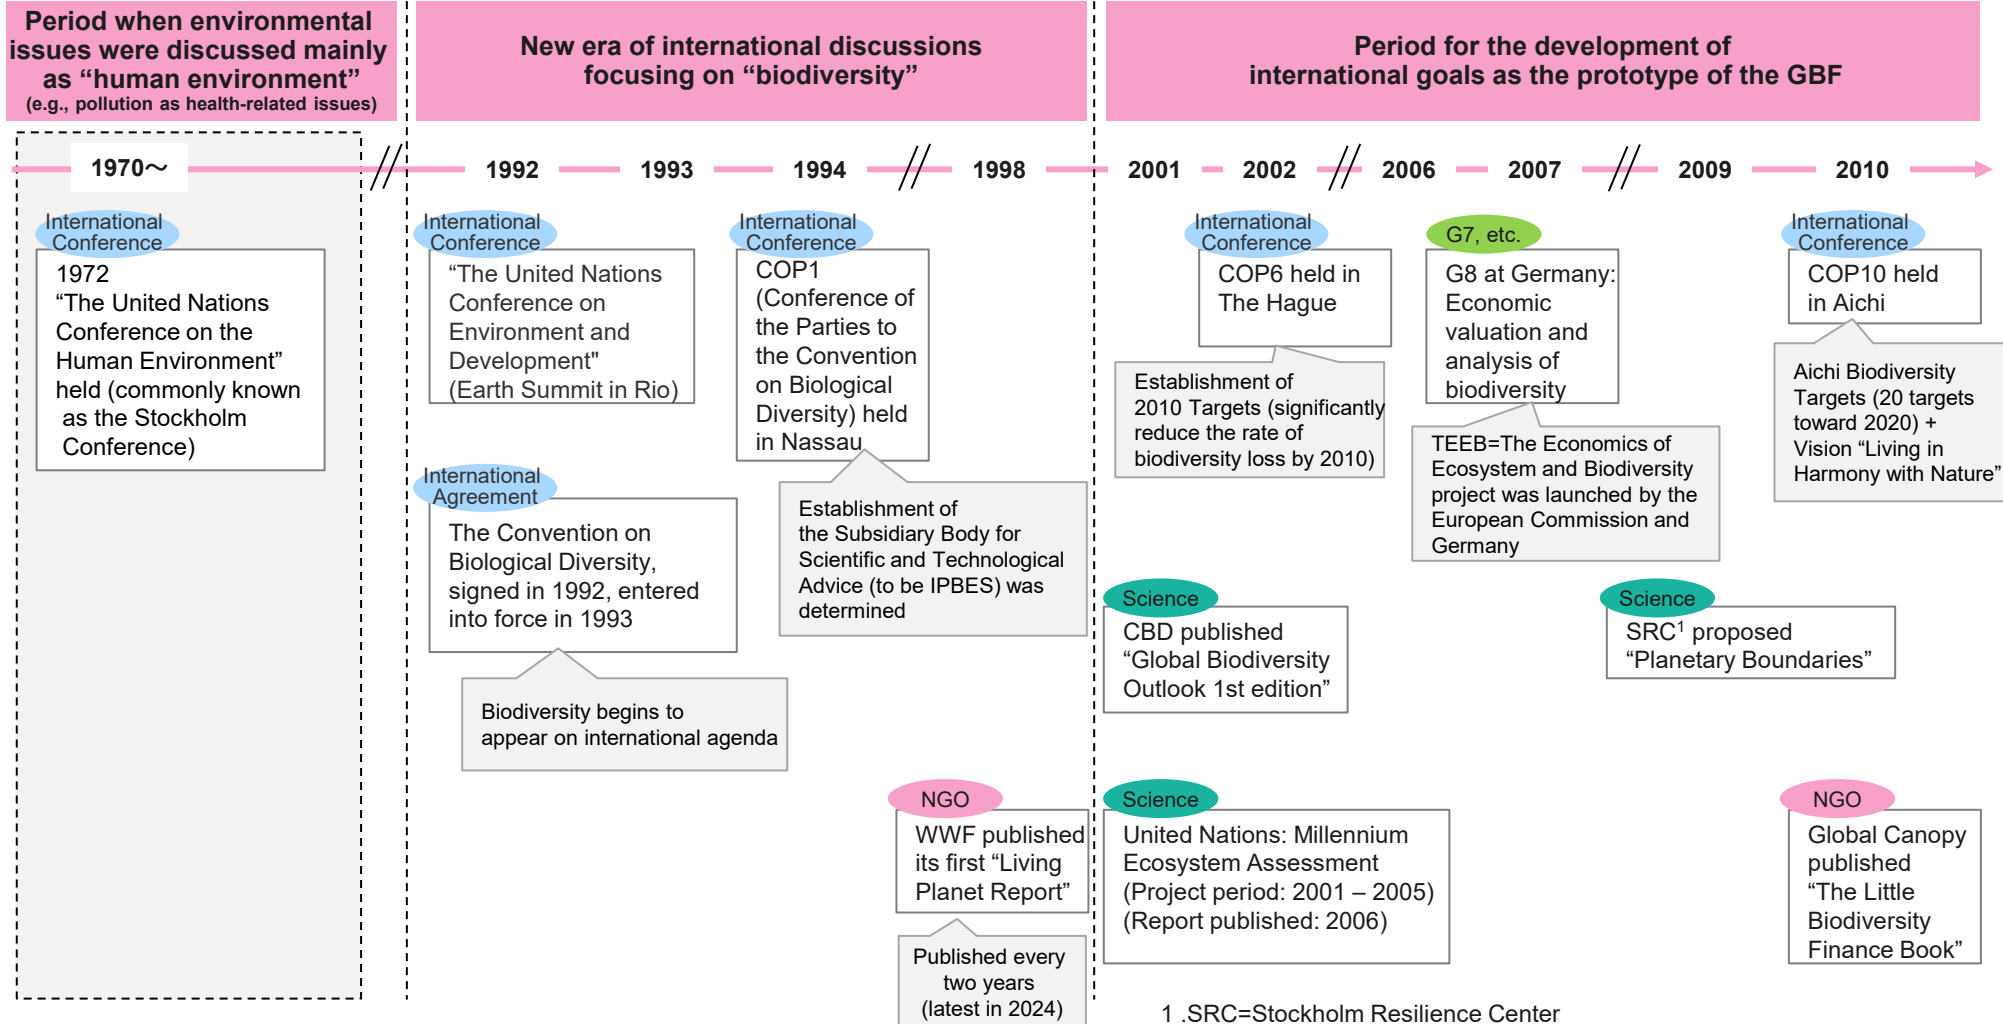 Period when environmental
issues were discussed mainly
as “human environment”
(e.g., pollution as health-related issues)
New era of international discussions
focusing on “biodiversity”
Period for the development of
international goals as the prototype of the GBF
1970～
1992
1993
1994
1998
2001
2002
2006
2007
2009
2010
International
Conference
1972
“The United Nations
Conference on the
Human Environment”
held (commonly known
as the Stockholm
Conference)
International
Conference
“The United Nations
Conference on
Environment and
Development"
(Earth Summit in Rio)
International
Agreement
The Convention on
Biological Diversity,
signed in 1992, entered
into force in 1993
Biodiversity begins to
appear on international agenda
International
Conference
COP1
(Conference of
the Parties to
the Convention
on Biological
Diversity) held
in Nassau
Establishment of
the Subsidiary Body for
Scientific and Technological
Advice (to be IPBES) was
determined
NGO
WWF published
its first “Living
Planet Report”
Published every
two years
(latest in 2024)
International
Conference
COP6 held in
The Hague
Establishment of
2010 Targets (significantly
reduce the rate of
biodiversity loss by 2010)
G7, etc.
G8 at Germany:
Economic
valuation and
analysis of
biodiversity
TEEB=The Economics of
Ecosystem and Biodiversity
project was launched by the
European Commission and
Germany
International
Conference
COP10 held
in Aichi
Aichi Biodiversity
Targets (20 targets
toward 2020) +
Vision “Living in
Harmony with Nature”
Science
CBD published
“Global Biodiversity
Outlook 1st edition”
Science
SRC1 proposed
“Planetary Boundaries”
Science
United Nations: Millennium
Ecosystem Assessment
(Project period: 2001 – 2005)
(Report published: 2006)
NGO
Global Canopy
published
“The Little
Biodiversity
Finance Book”
1 .SRC=Stockholm Resilience Center